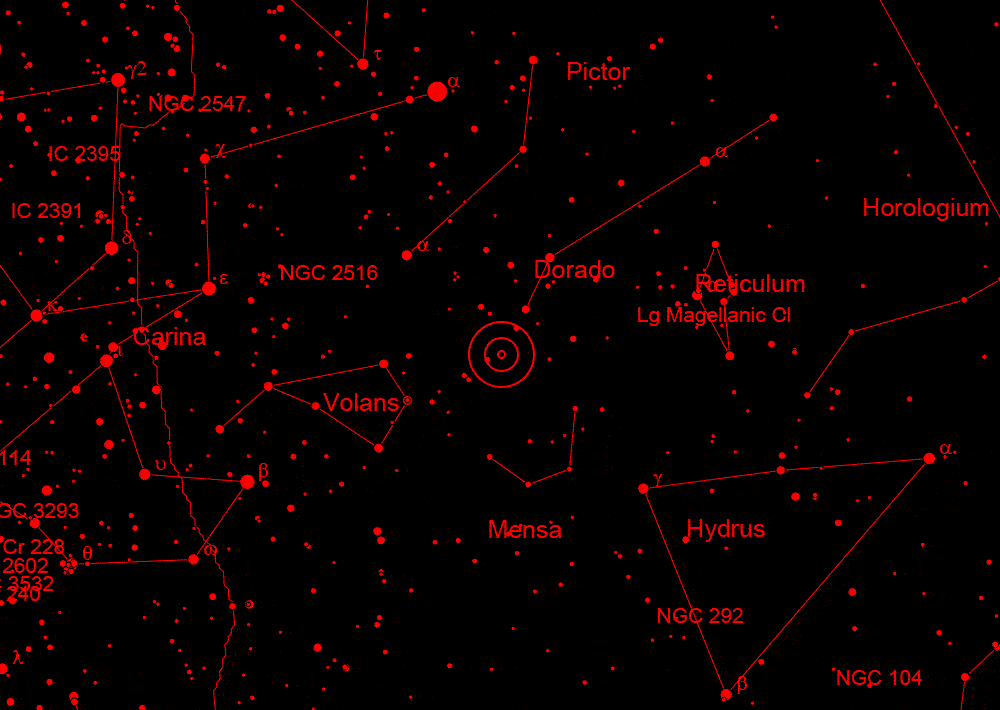 τ
γ2
α
Pictor
NGC 2547
χ
α
IC 2395
IC 2391
Horologium
δ
α
Dorado
ε
NGC 2516
Reticulum
κ
Lg Magellanic Cl
Carina
ι
Volans
α
114
υ
β
γ
GC 3293
Mensa
Hydrus
Cr 228
ω
θ
2602
3532
240
NGC 292
λ
NGC 104
β